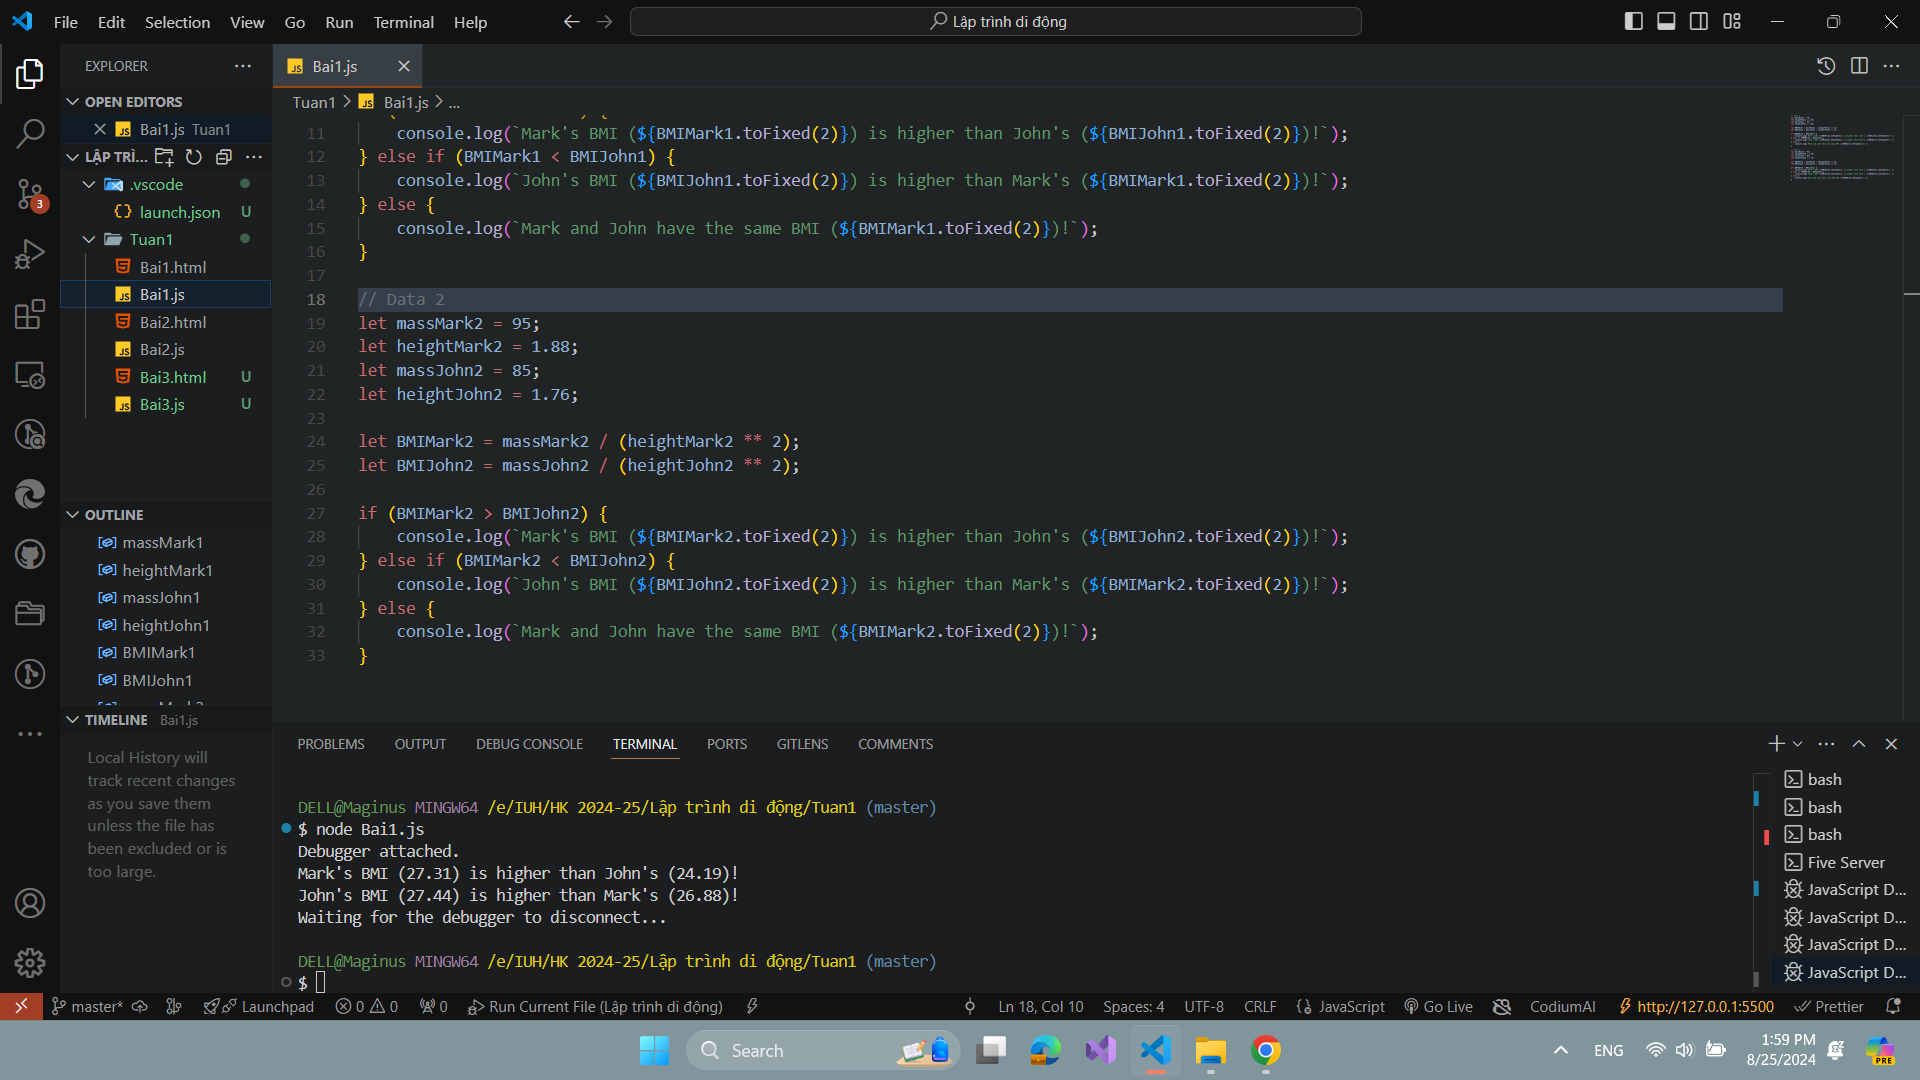 File Edit Selection View Go Run Terminal Help
Lập trình di động
EXPLORER
OPEN EDITORS
Bai1.js Tuan1
LẬP TRÌ...
.vscode
launch.json U
Tuan1
Bai1.html
Bai1.js
Bai2.html
Bai2.js
Bai3.html U
Bai3.js U
OUTLINE
massMark1
heightMark1
massJohn1
heightJohn1
BMIMark1
BMIJohn1
TIMELINE Bai1.js
Local History will
track recent changes
as you save them
unless the file has
been excluded or is
too large.
3
Bai1.js
Tuan1 > Bai1.js > ...
11 console.log(`Mark's BMI (${BMIMark1.toFixed(2)}) is higher than John's (${BMIJohn1.toFixed(2)})!`);
12 } else if (BMIMark1 < BMIJohn1) {
13 console.log(`John's BMI (${BMIJohn1.toFixed(2)}) is higher than Mark's (${BMIMark1.toFixed(2)})!`);
14 } else {
15 console.log(`Mark and John have the same BMI (${BMIMark1.toFixed(2)})!`);
16 }
17
18 // Data 2
19 let massMark2 = 95;
20 let heightMark2 = 1.88;
21 let massJohn2 = 85;
22 let heightJohn2 = 1.76;
23
24 let BMIMark2 = massMark2 / (heightMark2 ** 2);
25 let BMIJohn2 = massJohn2 / (heightJohn2 ** 2);
26
27 if (BMIMark2 > BMIJohn2) {
28 console.log(`Mark's BMI (${BMIMark2.toFixed(2)}) is higher than John's (${BMIJohn2.toFixed(2)})!`);
29 } else if (BMIMark2 < BMIJohn2) {
30 console.log(`John's BMI (${BMIJohn2.toFixed(2)}) is higher than Mark's (${BMIMark2.toFixed(2)})!`);
31 } else {
32 console.log(`Mark and John have the same BMI (${BMIMark2.toFixed(2)})!`);
33 }
PROBLEMS OUTPUT DEBUG CONSOLE TERMINAL PORTS GITLENS COMMENTS
DELL@Maginus MINGW64 /e/IUH/HK 2024-25/Lập trình di động/Tuan1 (master)
$ node Bai1.js
Debugger attached.
Mark's BMI (27.31) is higher than John's (24.19)!
John's BMI (27.44) is higher than Mark's (26.88)!
Waiting for the debugger to disconnect...
DELL@Maginus MINGW64 /e/IUH/HK 2024-25/Lập trình di động/Tuan1 (master)
$
bash
bash
bash
Five Server
JavaScript D...
JavaScript D...
JavaScript D...
JavaScript D...
master* Launchpad 0 0 0 Run Current File (Lập trình di động) Ln 18, Col 10 Spaces: 4 UTF-8 CRLF JavaScript Go Live CodiumAI http://127.0.0.1:5500 Prettier
Search
ENG
1:59 PM
8/25/2024
PRE